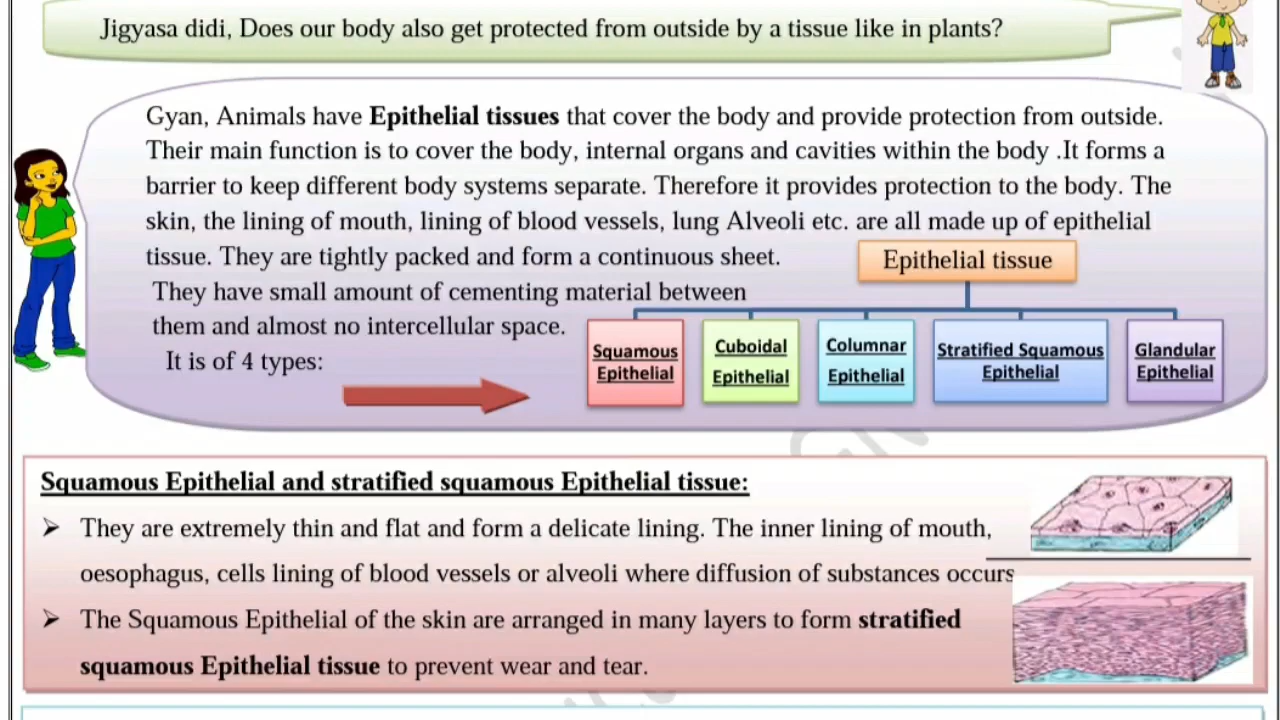 Jigyasa didi, Does our body also get protected from outside by a tissue like in plants?
Gyan, Animals have Epithelial tissues that cover the body and provide protection from outside.
Their main function is to cover the body, internal organs and cavities within the body .It forms a
barrier to keep different body systems separate. Therefore it provides protection to the body. The
skin, the lining of mouth, lining of blood vessels, lung Alveoli etc. are all made up of epithelial
tissue. They are tightly packed and form a continuous sheet.
They have small amount of cementing material between
them and almost no intercellular space.
It is of 4 types:
Epithelial tissue
Squamous
Epithelial
Cuboidal
Epithelial
Columnar
Epithelial
Stratified Squamous
Epithelial
Glandular
Epithelial
Squamous Epithelial and stratified squamous Epithelial tissue:
➢ They are extremely thin and flat and form a delicate lining. The inner lining of mouth,
oesophagus, cells lining of blood vessels or alveoli where diffusion of substances occurs
➢ The Squamous Epithelial of the skin are arranged in many layers to form stratified
squamous Epithelial tissue to prevent wear and tear.